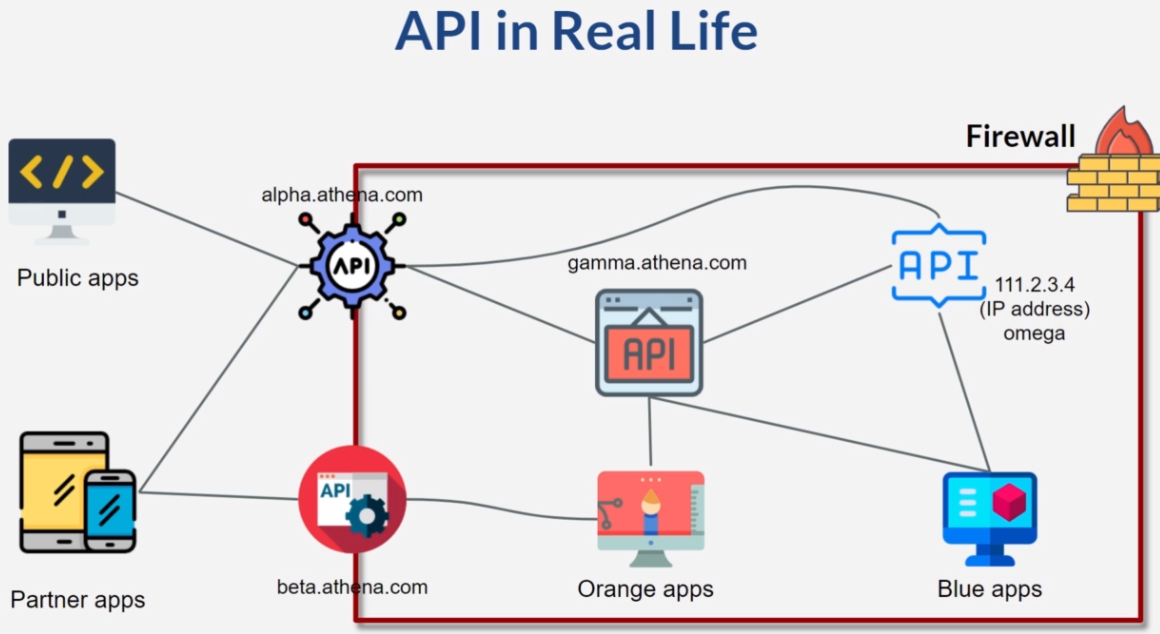 API in Real Life
Firewall
</>
alpha.athena.com
API
Public apps
gamma.athena.com
API
API
111.2.3.4
(IP address)
omega
API
Partner apps
beta.athena.com
Orange apps
Blue apps